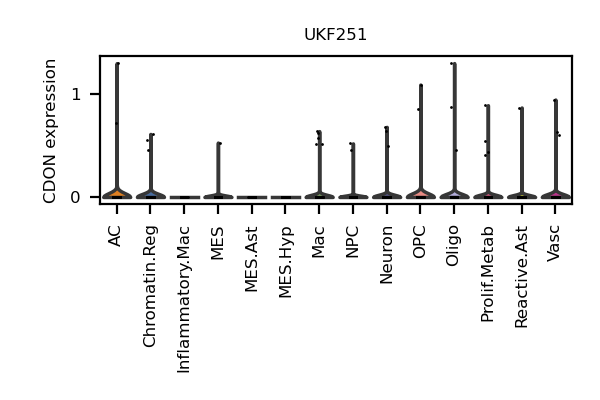 UKF251
CDON expression
1
0
AC
Chromatin.Reg
Inflammatory.Mac
MES
MES.Ast
MES.Hyp
Mac
NPC
Neuron
OPC
Oligo
Prolif.Metab
Reactive.Ast
Vasc